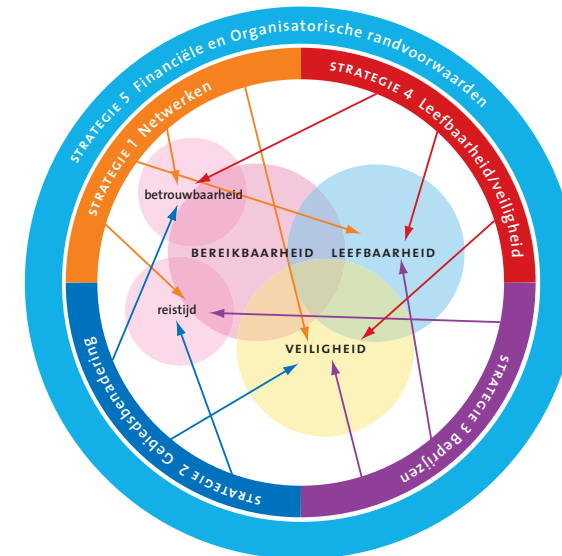 STRATEGIE 5 Financiële en Organisatorische randvoorwaarden
STRATEGIE 1 Netwerken
STRATEGIE 4 Leefbaarheid/veiligheid
betrouwbaarheid
BEREIKBAARHEID
LEEFBAARHEID
reistijd
VEILIGHEID
STRATEGIE 2 Gebiedsbenadering
STRATEGIE 3 Beprijzen